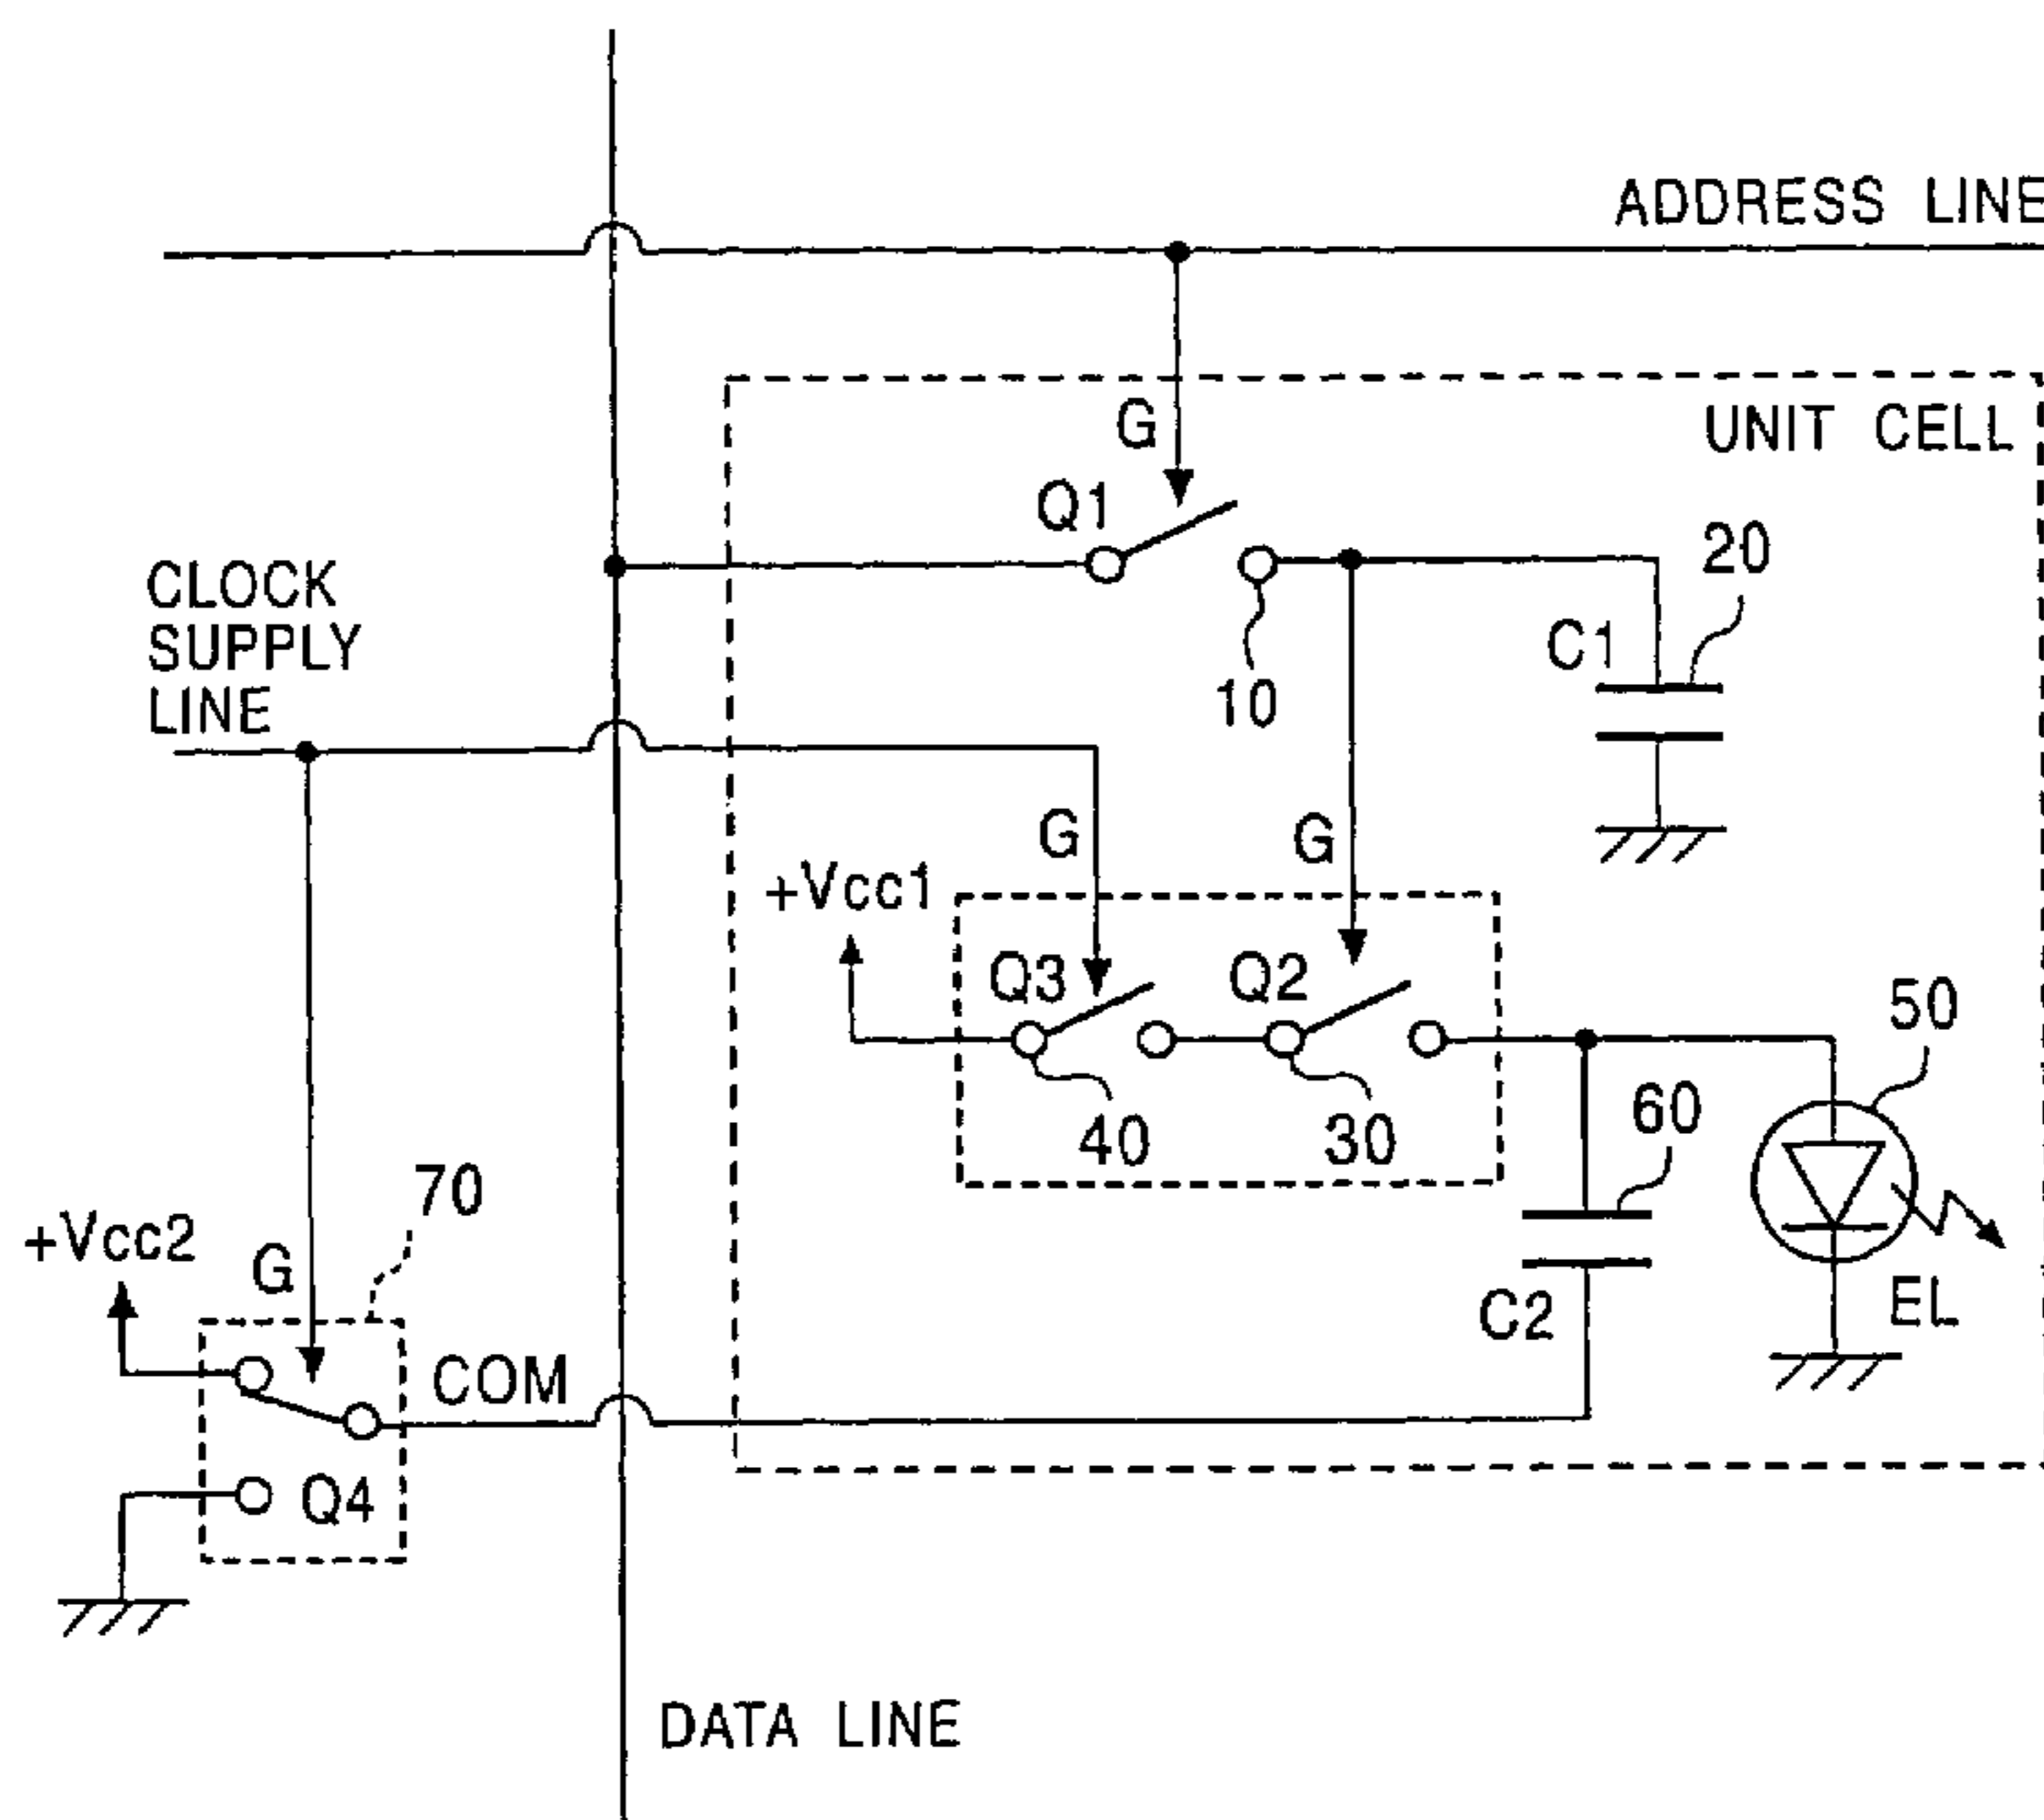 ADDRESS LINE
UNIT CELL
G
Q1
20
CLOCK
SUPPLY
LINE
C1
10
G
G
+Vcc1
Q3
Q2
50
60
40
30
70
+Vcc2
G
C2
EL
COM
Q4
DATA LINE